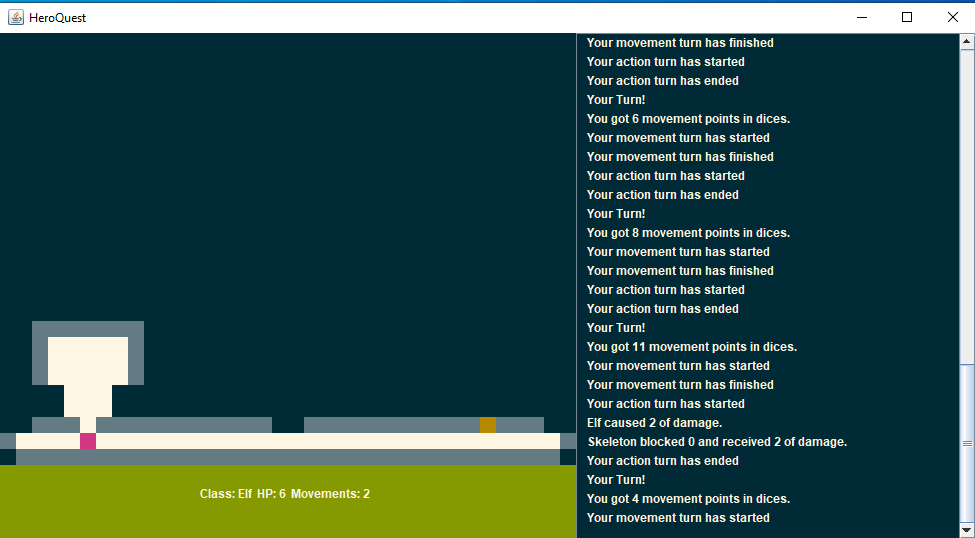 HeroQuest
Your movement turn has finished
Your action turn has started
Your action turn has ended
Your Turn!
You got 6 movement points in dices.
Your movement turn has started
Your movement turn has finished
Your action turn has started
Your action turn has ended
Your Turn!
You got 8 movement points in dices.
Your movement turn has started
Your movement turn has finished
Your action turn has started
Your action turn has ended
Your Turn!
You got 11 movement points in dices.
Your movement turn has started
Your movement turn has finished
Your action turn has started
Elf caused 2 of damage.
Skeleton blocked 0 and received 2 of damage.
Your action turn has ended
Your Turn!
You got 4 movement points in dices.
Your movement turn has started
Class: Elf HP: 6 Movements: 2